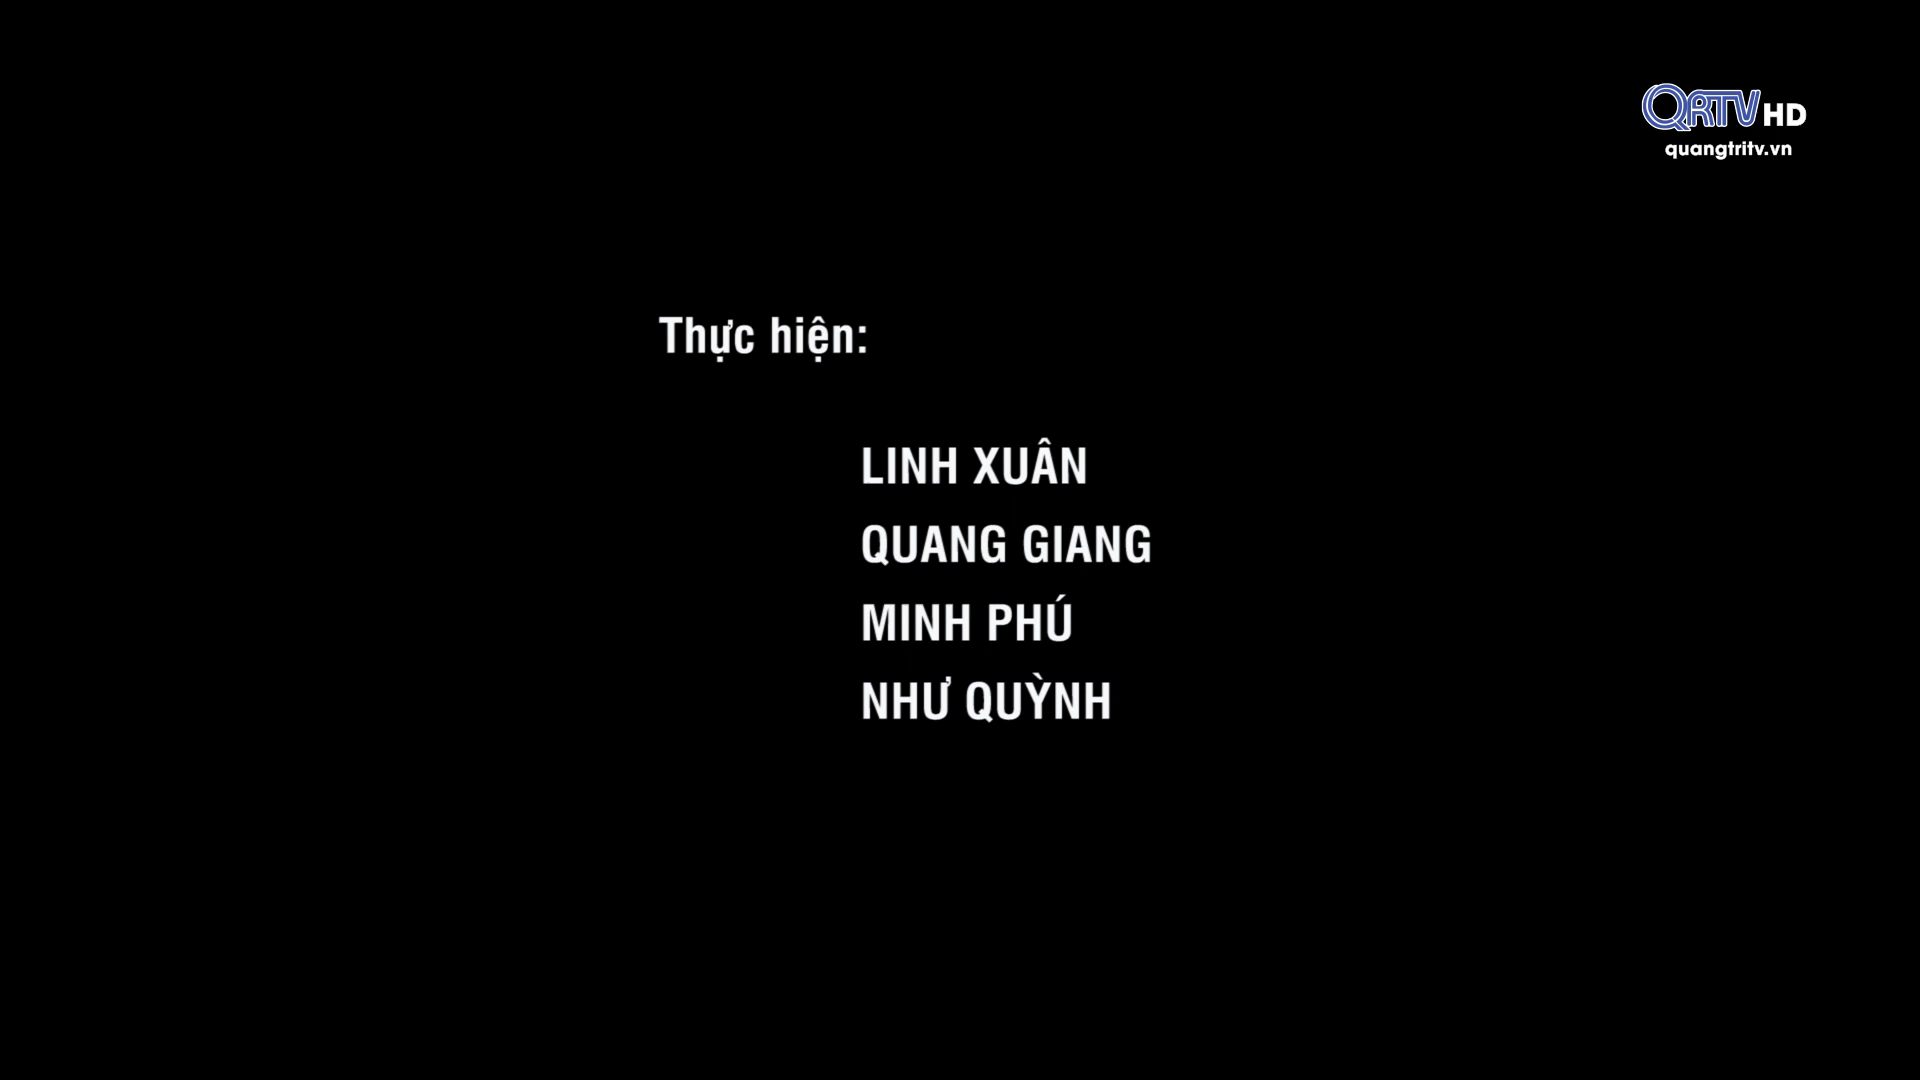 QRTV HD
quangtritv.vn
Thực hiện:
LINH XUÂN
QUANG GIANG
MINH PHÚ
NHƯ QUỲNH